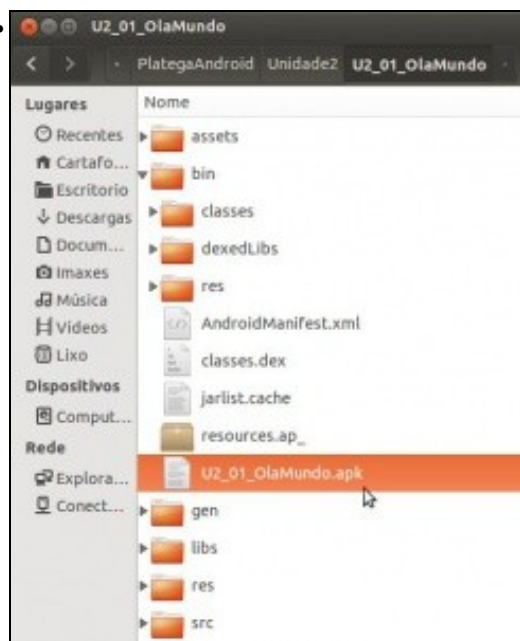 U2_01_OlaMundo
PlategaAndroid Unidade2 U2_01_OlaMundo
Lugares
Recentes
Cartafo...
Escritorio
Descargas
Docum...
Imaxes
Música
Vídeos
Lixo
Dispositivos
Comput...
Rede
Explora...
Conect...
Nome
assets
bin
classes
dexedLibs
res
AndroidManifest.xml
classes.dex
jarlist.cache
resources.ap_
U2_01_OlaMundo.apk
gen
libs
res
src